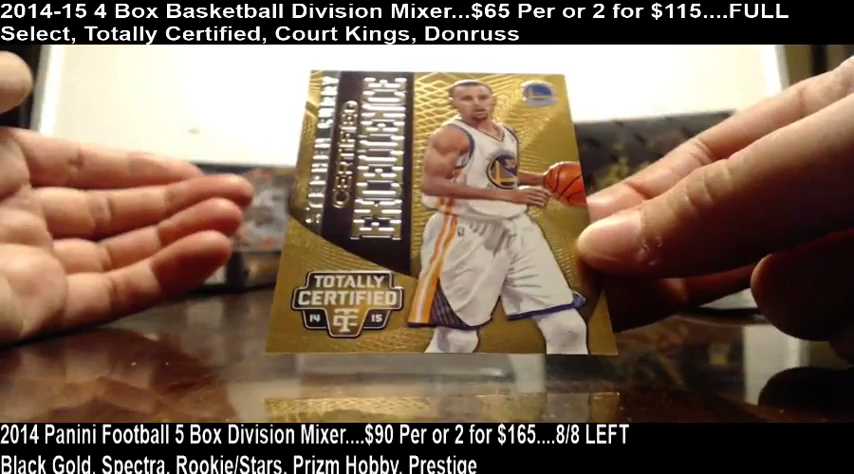 2014-15 4 Box Basketball Division Mixer...$65 Per or 2 for $115....FULL
Select, Totally Certified, Court Kings, Donruss
STEPHEN CURRY
CERTIFIED
EXCELLENCE
30
TOTALLY
CERTIFIED
14 TC 15
2014 Panini Football 5 Box Division Mixer....$90 Per or 2 for $165....8/8 LEFT
Black Gold, Spectra, Rookie/Stars, Prizm Hobby, Prestige